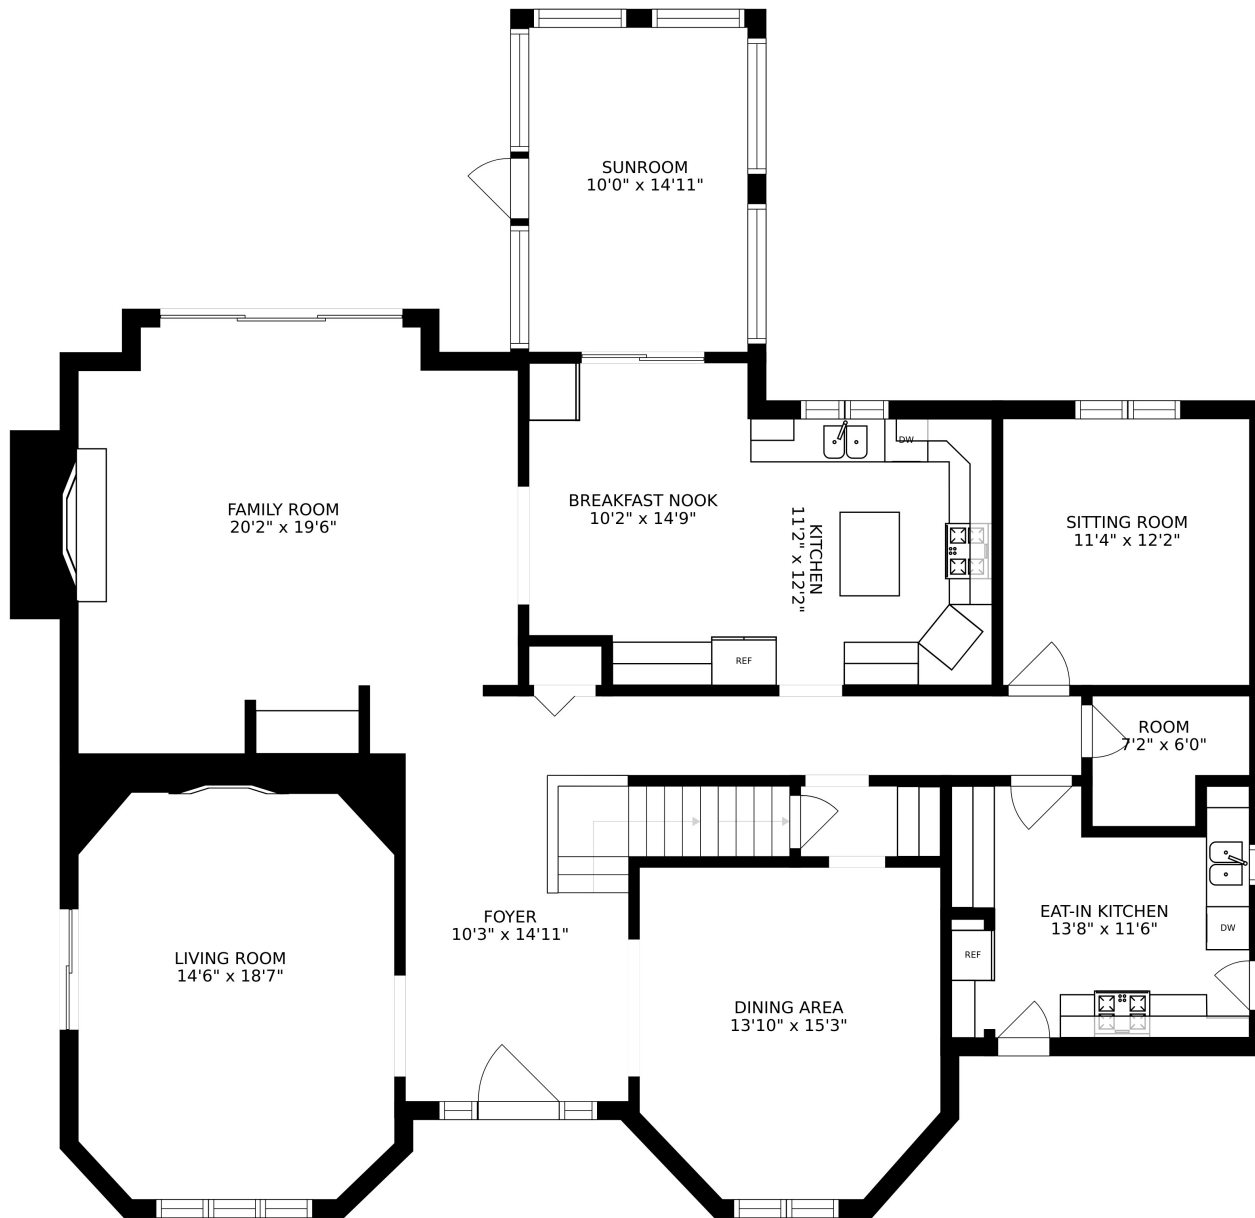 SUNROOM
10'0" x 14'11"
FAMILY ROOM
20'2" x 19'6"
BREAKFAST NOOK
10'2" x 14'9"
KITCHEN
11'2" x 12'2"
DW
REF
SITTING ROOM
11'4" x 12'2"
ROOM
7'2" x 6'0"
LIVING ROOM
14'6" x 18'7"
FOYER
10'3" x 14'11"
DINING AREA
13'10" x 15'3"
EAT-IN KITCHEN
13'8" x 11'6"
REF
DW